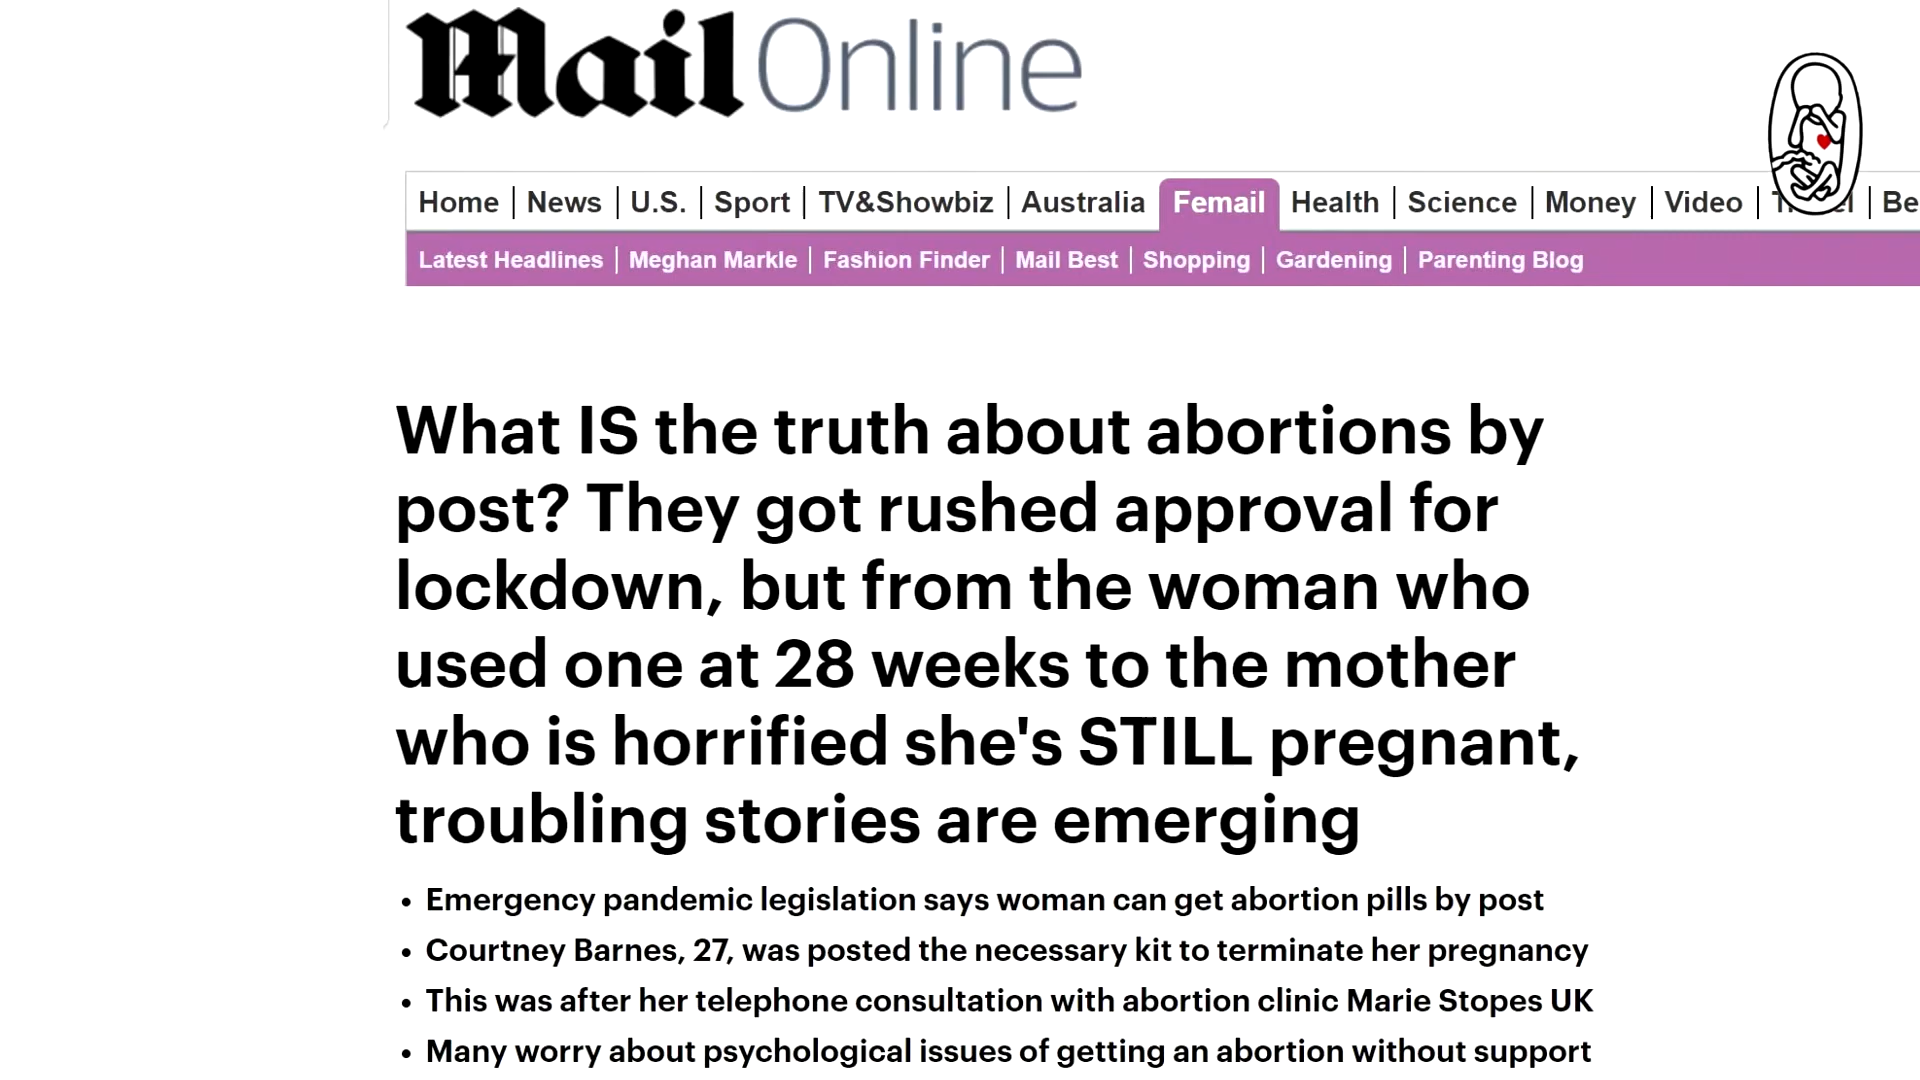 Mail Online
Home News U.S. Sport TV&Showbiz Australia Femail Health Science Money Video
Latest Headlines Meghan Markle Fashion Finder Mail Best Shopping Gardening Parenting Blog
What IS the truth about abortions by
post? They got rushed approval for
lockdown, but from the woman who
used one at 28 weeks to the mother
who is horrified she's STILL pregnant,
troubling stories are emerging
• Emergency pandemic legislation says woman can get abortion pills by post
• Courtney Barnes, 27, was posted the necessary kit to terminate her pregnancy
• This was after her telephone consultation with abortion clinic Marie Stopes UK
• Many worry about psychological issues of getting an abortion without support